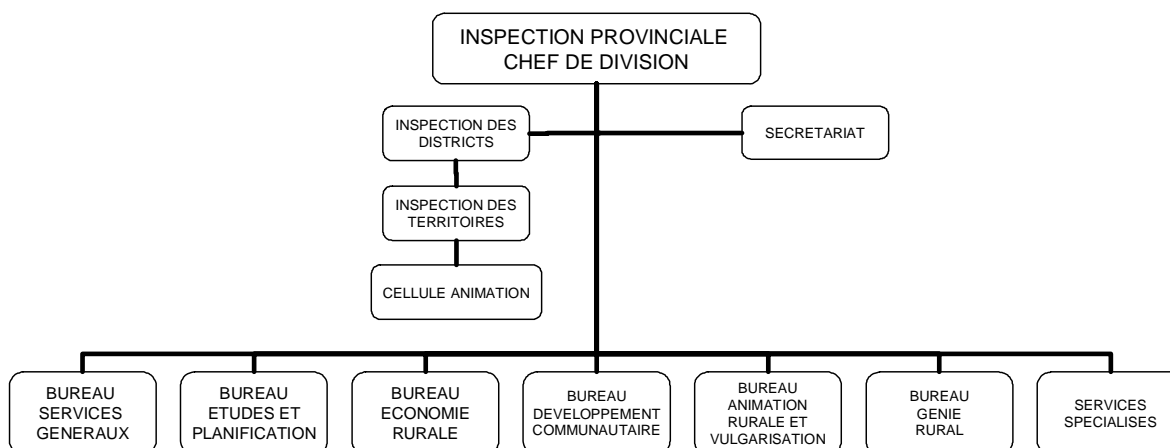 INSPECTION PROVINCIALE
CHEF DE DIVISION
INSPECTION DES
DISTRICTS
SECRETARIAT
INSPECTION DES
TERRITOIRES
CELLULE ANIMATION
BUREAU
SERVICES
GENERAUX
BUREAU
ETUDES ET
PLANIFICATION
BUREAU
ECONOMIE
RURALE
BUREAU
DEVELOPPEMENT
COMMUNAUTAIRE
BUREAU
ANIMATION
RURALE ET
VULGARISATION
BUREAU
GENIE
RURAL
SERVICES
SPECIALISES